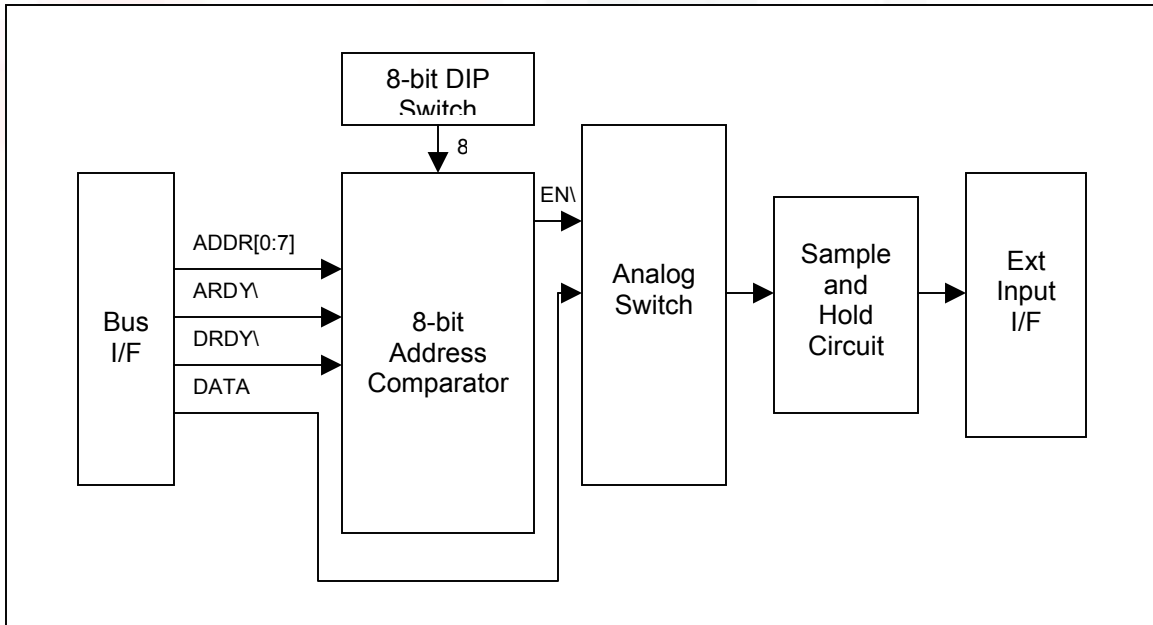 8-bit DIP
Switch
8
EN\
ADDR[0:7]
ARDY\
DRDY\
DATA
Bus
I/F
8-bit
Address
Comparator
Analog
Switch
Sample
and
Hold
Circuit
Ext
Input
I/F